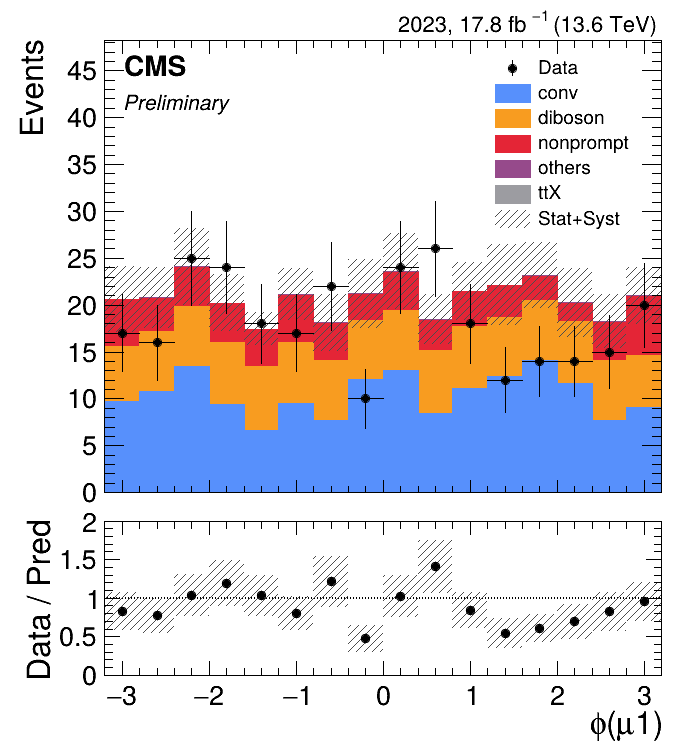 2023, 17.8 fb⁻¹ (13.6 TeV)
CMS
Preliminary
Events
Data
conv
diboson
nonprompt
others
ttX
Stat+Syst
45
40
35
30
25
20
15
10
5
0
Data / Pred
2
1.5
1
0.5
0
−3 −2 −1 0 1 2 3
ϕ(μ1)